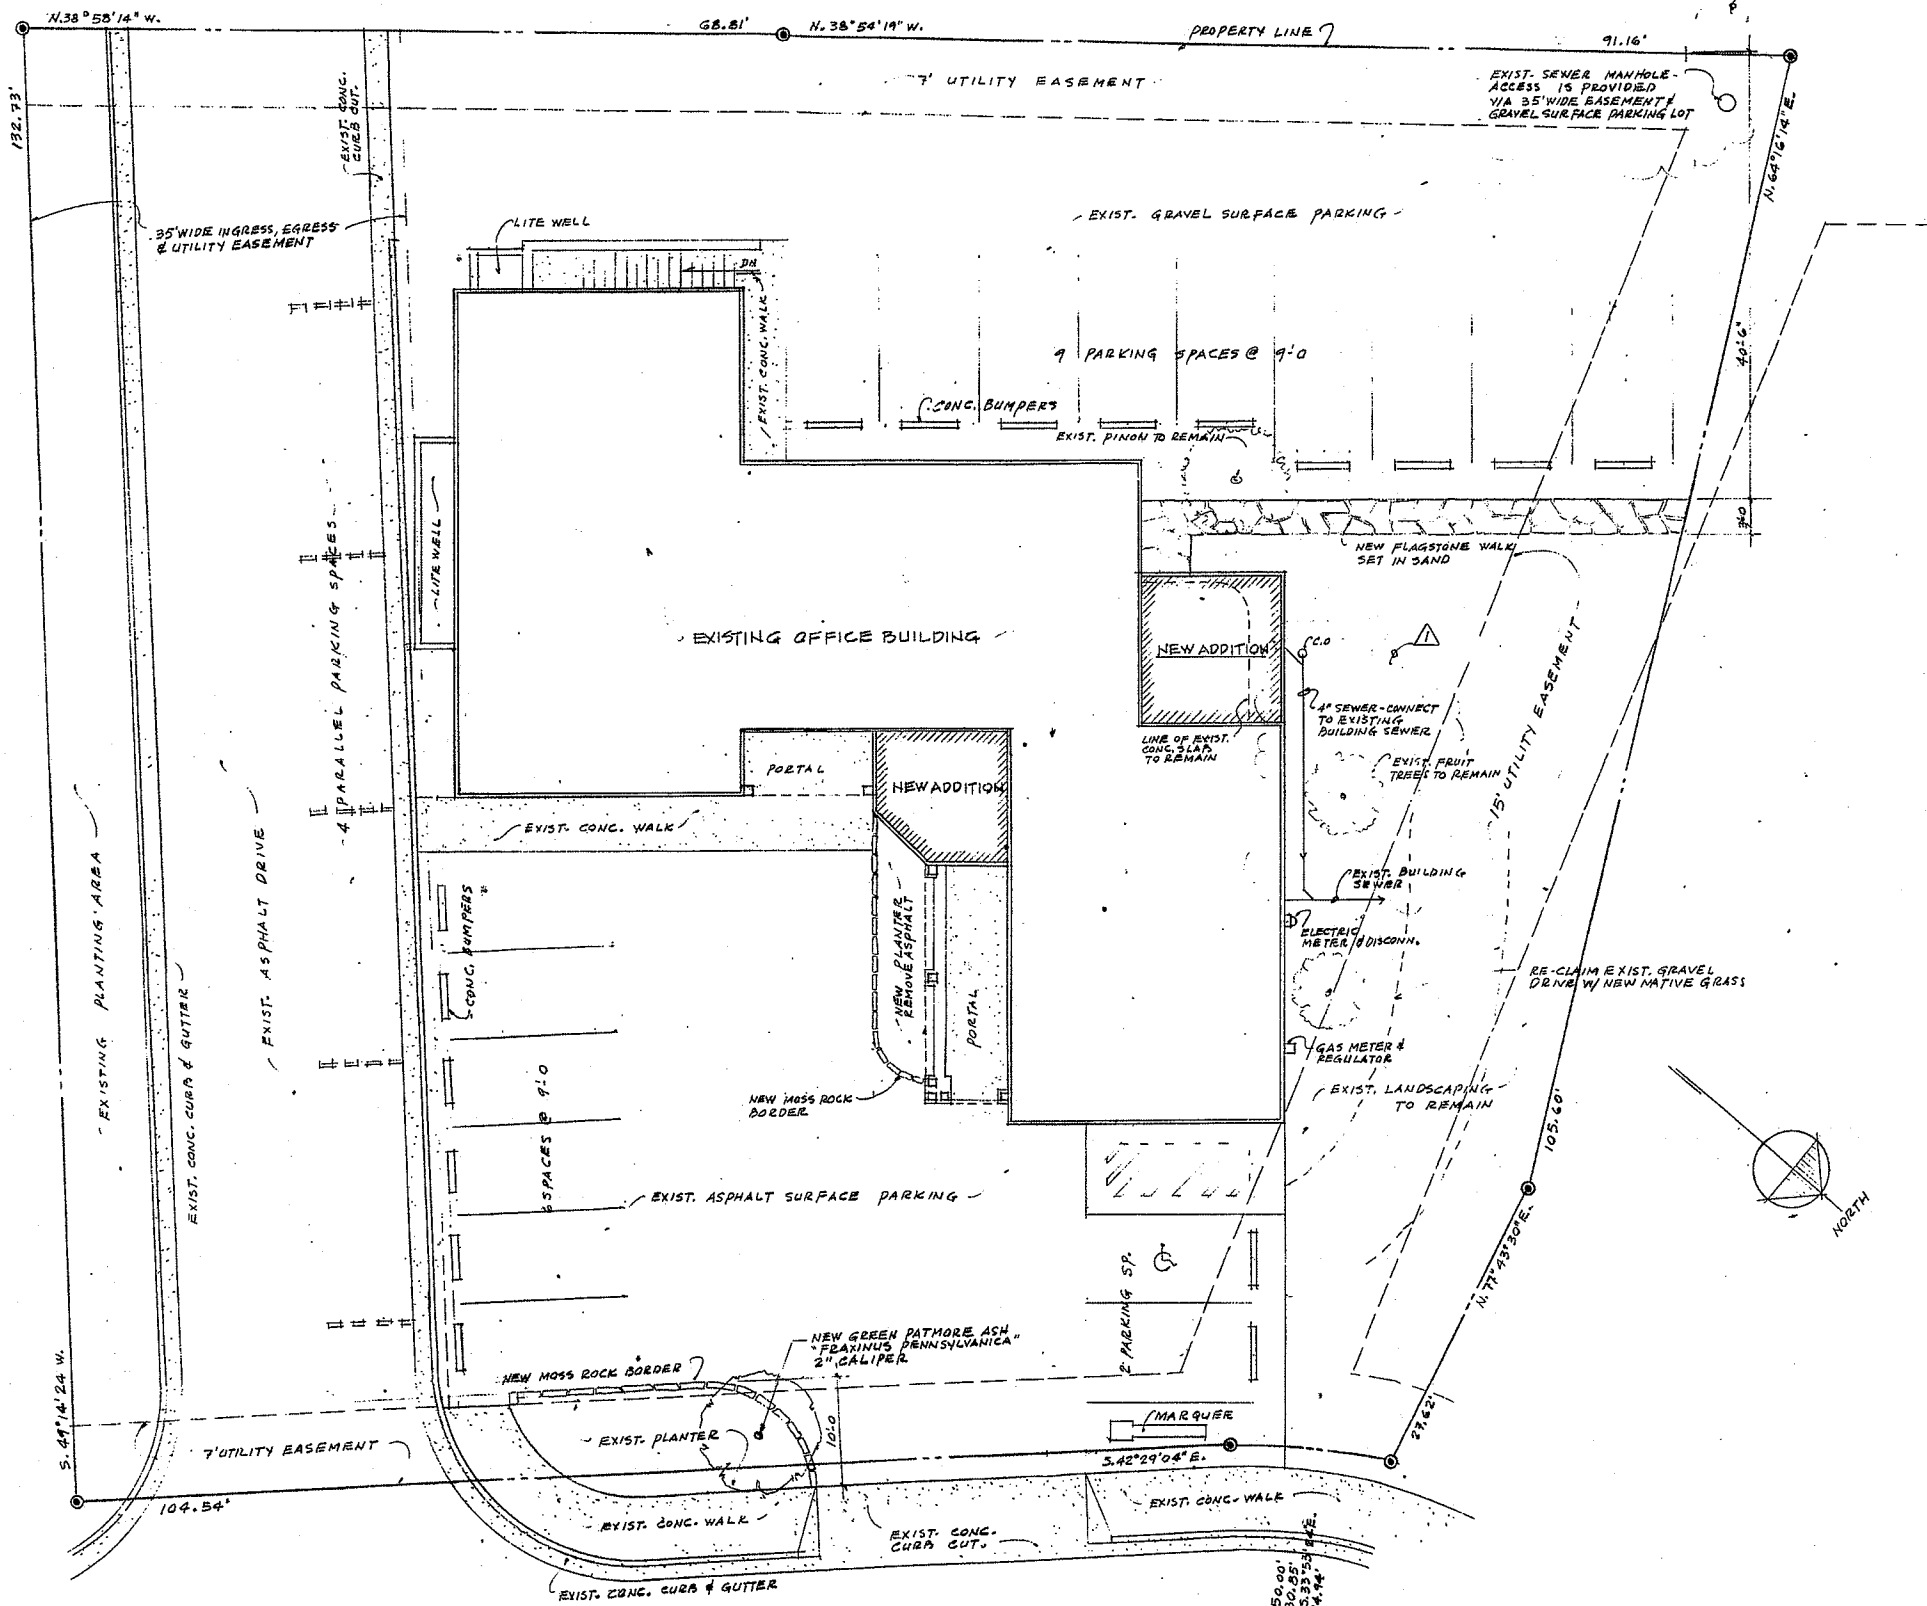 N.38°58'14" W.
68.81'
N.38°54'19" W.
PROPERTY LINE
91.16'
7' UTILITY EASEMENT
EXIST. SEWER MANHOLE-
ACCESS IS PROVIDED
VIA 35' WIDE EASEMENT &
GRAVEL SURFACE PARKING LOT
132.73'
EXIST. CONC.
CURB CUT.
N.64°16'14" E.
35' WIDE INGRESS, EGRESS
& UTILITY EASEMENT
LITE WELL
EXIST. GRAVEL SURFACE PARKING
DN
EXIST. CONC. WALK
9 PARKING SPACES @ 9'-0
40'-6"
CONC. BUMPERS
EXIST. PINON TO REMAIN
3'-0
NEW FLAGSTONE WALK
SET IN SAND
LITE WELL
4 PARALLEL PARKING SPACES
EXISTING OFFICE BUILDING
NEW ADDITION
C.O
1
15' UTILITY EASEMENT
4" SEWER-CONNECT
TO EXISTING
BUILDING SEWER
LINE OF EXIST.
CONC. SLAB
TO REMAIN
EXIST. FRUIT
TREES TO REMAIN
PORTAL
NEW ADDITION
EXIST. CONC. WALK
EXISTING PLANTING AREA
EXIST. ASPHALT DRIVE
EXIST. CONC. CURB & GUTTER
CONC. BUMPERS
NEW PLANTER
REMOVE ASPHALT
PORTAL
EXIST. BUILDING
SEWER
ELECTRIC
METER & DISCONN.
RE-CLAIM EXIST. GRAVEL
DRIVE W/ NEW NATIVE GRASS
GAS METER &
REGULATOR
NEW MOSS ROCK
BORDER
EXIST. LANDSCAPING
TO REMAIN
105.60'
6 SPACES @ 9'-0
EXIST. ASPHALT SURFACE PARKING
NORTH
2 PARKING SP.
N.77°43'30" E.
NEW GREEN PATMORE ASH
"FRAXINUS PENNSYLVANICA"
2" CALIPER
NEW MOSS ROCK BORDER
S.49°14'24 W.
EXIST. PLANTER
10'-0
MARQUEE
27.62'
7' UTILITY EASEMENT
S.42°29'04" E.
104.54'
EXIST. CONC. WALK
EXIST. CONC.
CURB CUT.
EXIST. CONC. WALK
EXIST. CONC. CURB & GUTTER